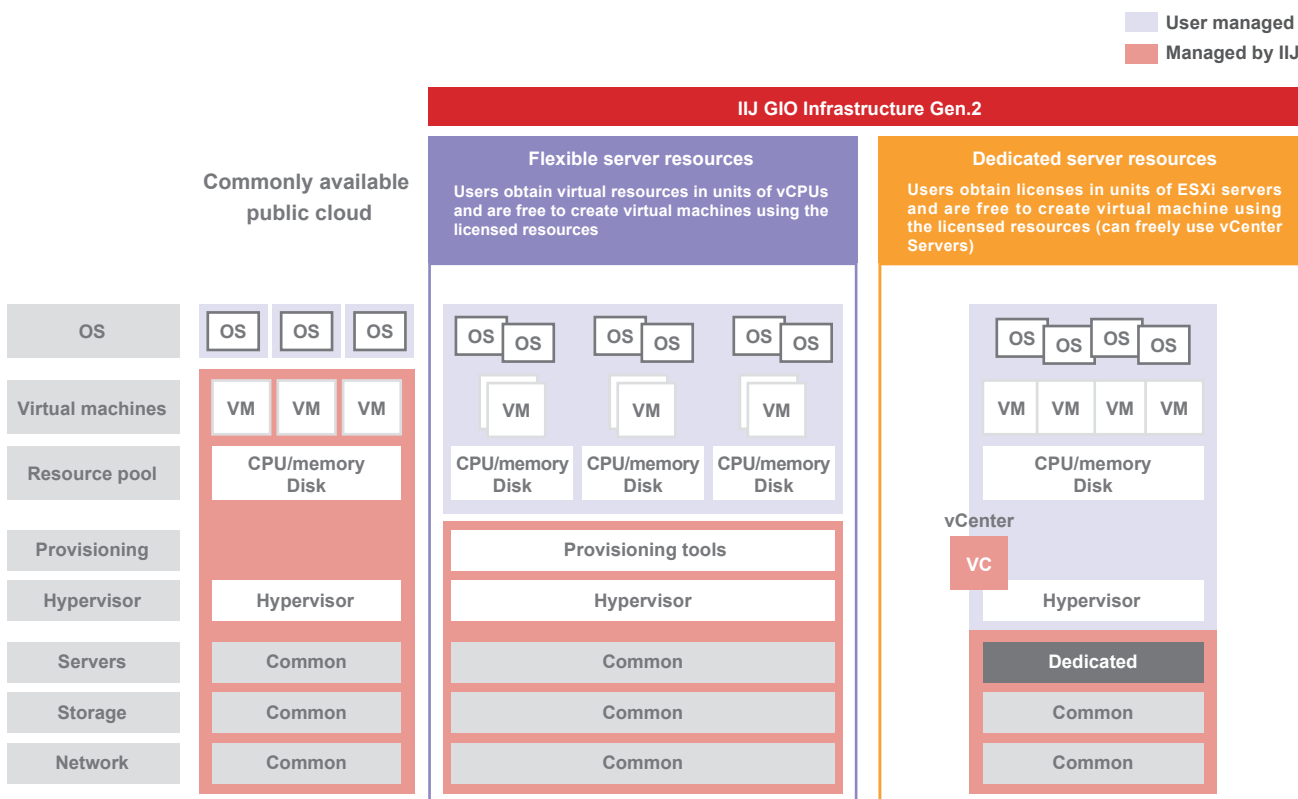 User managed
Managed by IIJ
IIJ GIO Infrastructure Gen.2
Commonly available
public cloud
Flexible server resources
Users obtain virtual resources in units of vCPUs
and are free to create virtual machines using the
licensed resources
Dedicated server resources
Users obtain licenses in units of ESXi servers
and are free to create virtual machine using
the licensed resources (can freely use vCenter
Servers)
OS
OS
OS
OS
OS
OS
OS
OS
OS
OS
OS
OS
OS
OS
Virtual machines
VM
VM
VM
VM
VM
VM
VM
VM
VM
VM
Resource pool
CPU/memory
Disk
CPU/memory
Disk
CPU/memory
Disk
CPU/memory
Disk
CPU/memory
Disk
vCenter
VC
Provisioning
Provisioning tools
Hypervisor
Hypervisor
Hypervisor
Hypervisor
Servers
Common
Common
Dedicated
Storage
Common
Common
Common
Network
Common
Common
Common